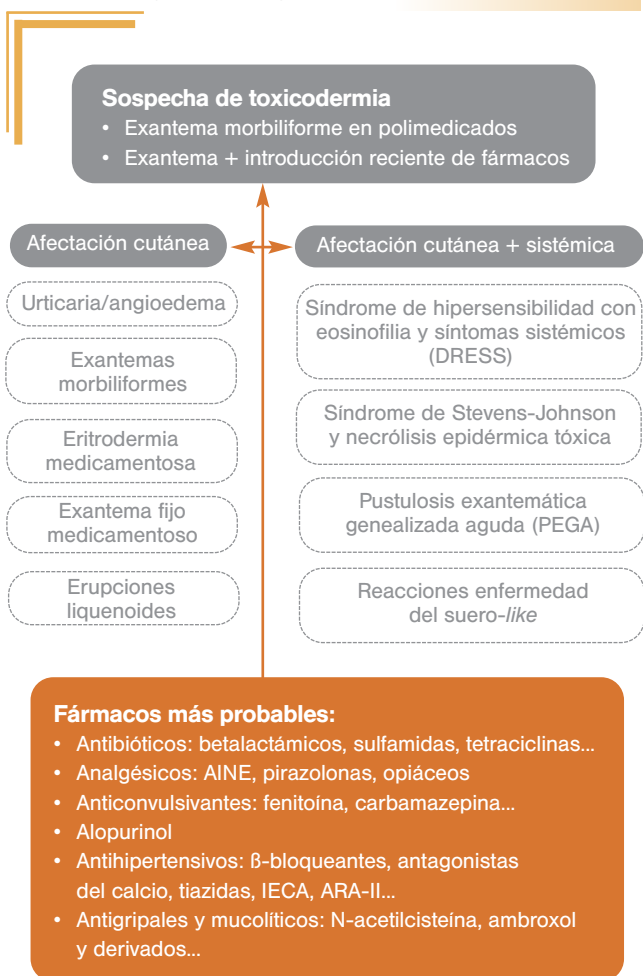 Sospecha de toxicodermia
• Exantema morbiliforme en polimedicados
• Exantema + introducción reciente de fármacos
Afectación cutánea
Urticaria/angioedema
Exantemas
morbiliformes
Eritrodermia
medicamentosa
Exantema fijo
medicamentoso
Erupciones
liquenoides
Afectación cutánea + sistémica
Síndrome de hipersensibilidad con
eosinofilia y síntomas sistémicos
(DRESS)
Síndrome de Stevens-Johnson
y necrólisis epidérmica tóxica
Pustulosis exantemática
genealizada aguda (PEGA)
Reacciones enfermedad
del suero-like
Fármacos más probables:
• Antibióticos: betalactámicos, sulfamidas, tetraciclinas...
• Analgésicos: AINE, pirazolonas, opiáceos
• Anticonvulsivantes: fenitoína, carbamazepina...
• Alopurinol
• Antihipertensivos: ß-bloqueantes, antagonistas
del calcio, tiazidas, IECA, ARA-II...
• Antigripales y mucolíticos: N-acetilcisteína, ambroxol
y derivados...